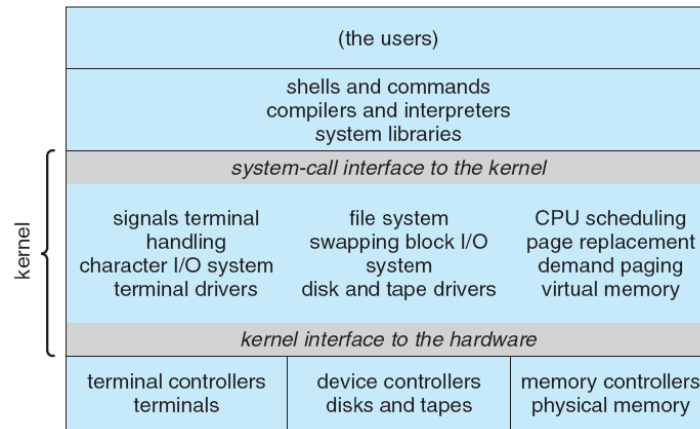 (the users)
shells and commands
compilers and interpreters
system libraries
system-call interface to the kernel
kernel
signals terminal
handling
character I/O system
terminal drivers
file system
swapping block I/O
system
disk and tape drivers
CPU scheduling
page replacement
demand paging
virtual memory
kernel interface to the hardware
terminal controllers
terminals
device controllers
disks and tapes
memory controllers
physical memory